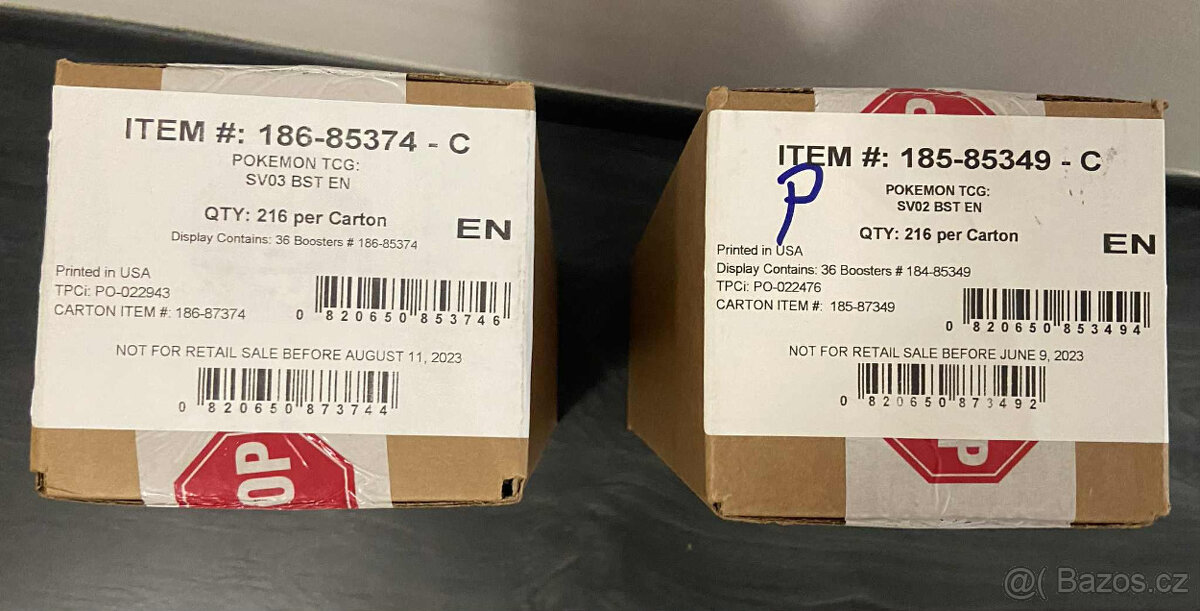 ITEM #: 186-85374 - C
POKEMON TCG:
SV03 BST EN
QTY: 216 per Carton
EN
Display Contains: 36 Boosters # 186-85374
Printed in USA
TPCi: PO-022943
CARTON ITEM #: 186-87374
0 820650 853746
NOT FOR RETAIL SALE BEFORE AUGUST 11, 2023
0 820650 873744
OP
ITEM #: 185-85349 - C
P
POKEMON TCG:
SV02 BST EN
QTY: 216 per Carton
EN
Printed in USA
Display Contains: 36 Boosters # 184-85349
TPCi: PO-022476
CARTON ITEM #: 185-87349
0 820650 853494
NOT FOR RETAIL SALE BEFORE JUNE 9, 2023
0 820650 873492
P
@( Bazos.cz